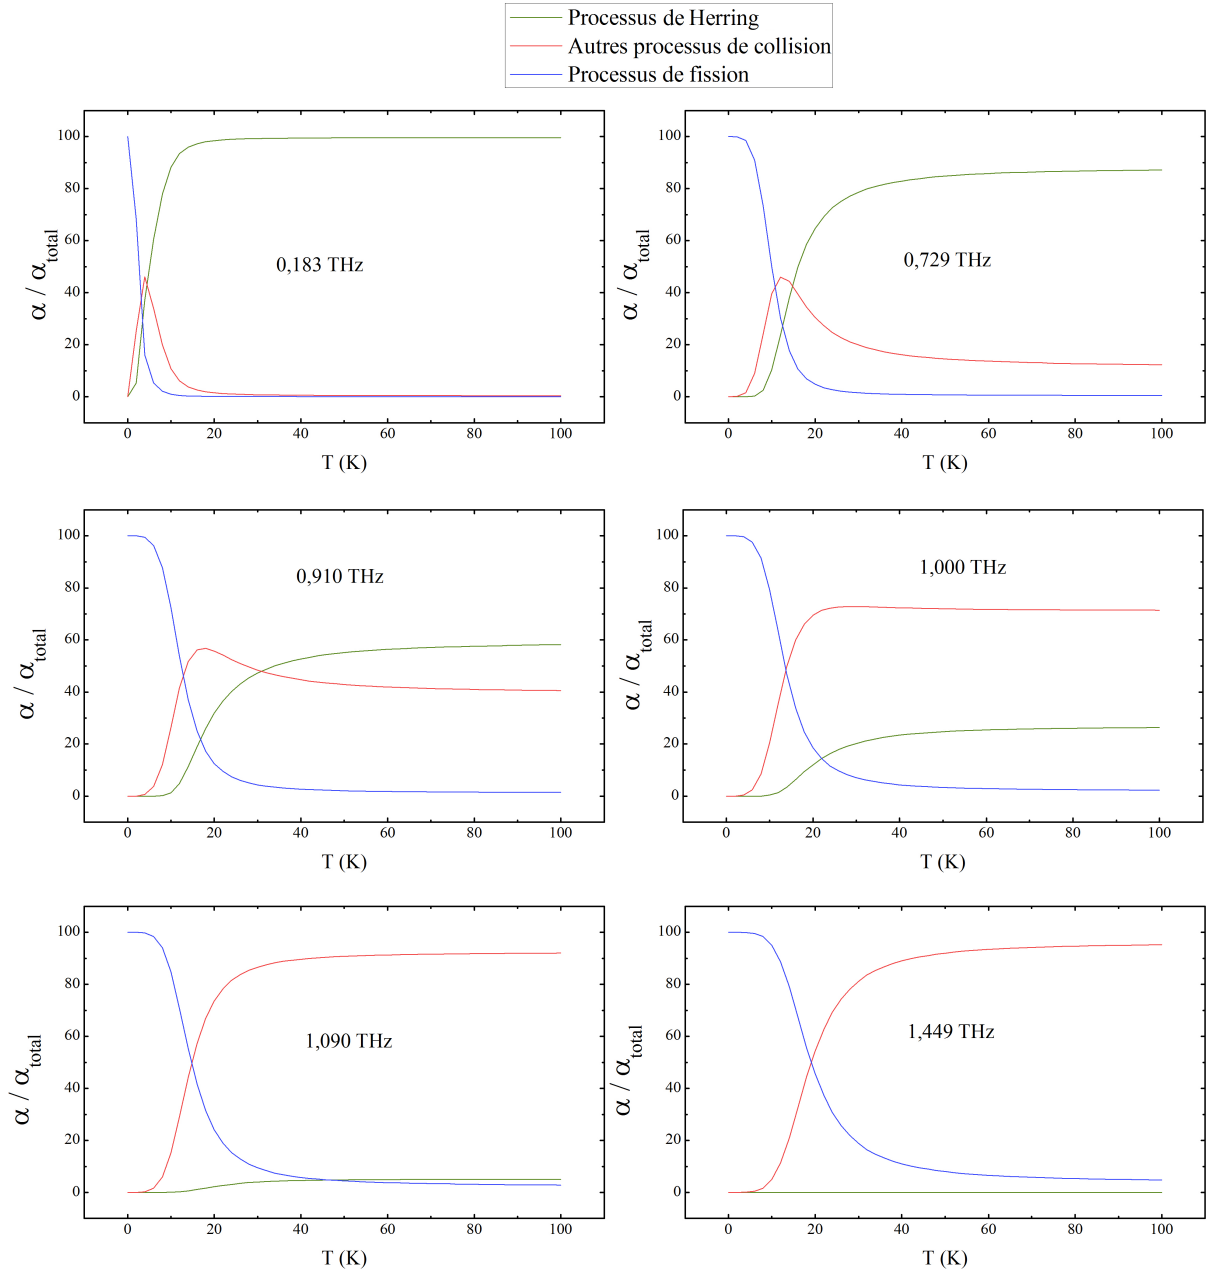 Processus de Herring
Autres processus de collision
Processus de fission
100
80
60
40
20
0
α / α_total
0,183 THz
0 20 40 60 80 100
T (K)
100
80
60
40
20
0
α / α_total
0,729 THz
0 20 40 60 80 100
T (K)
100
80
60
40
20
0
α / α_total
0,910 THz
0 20 40 60 80 100
T (K)
100
80
60
40
20
0
α / α_total
1,000 THz
0 20 40 60 80 100
T (K)
100
80
60
40
20
0
α / α_total
1,090 THz
0 20 40 60 80 100
T (K)
100
80
60
40
20
0
α / α_total
1,449 THz
0 20 40 60 80 100
T (K)